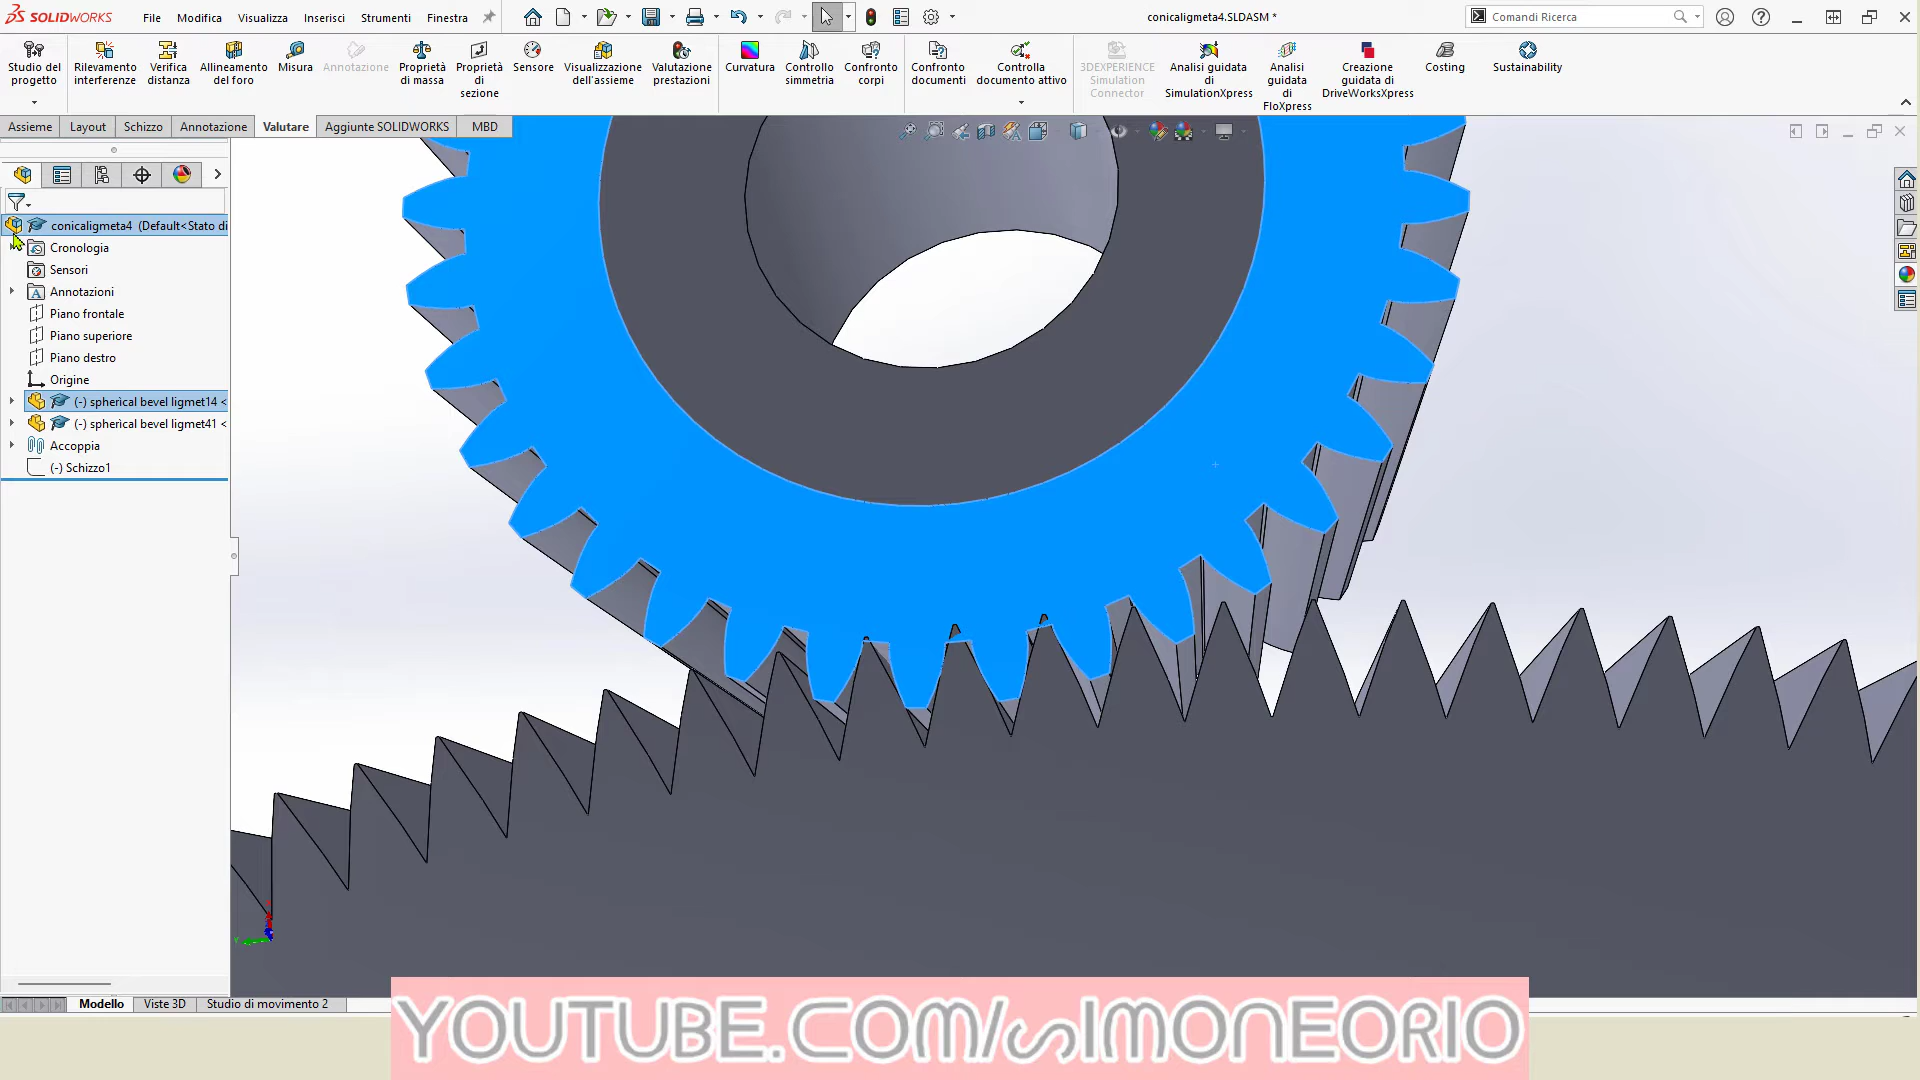 SOLIDWORKS
File
Modifica
Visualizza
Inserisci
Strumenti
Finestra
conicaligmeta4.SLDASM *
Comandi Ricerca
Studio del
progetto
Rilevamento
interferenze
Verifica
distanza
Allineamento
del foro
Misura
Annotazione
Proprietà
di massa
Proprietà
di
sezione
Sensore
Visualizzazione
dell'assieme
Valutazione
prestazioni
Curvatura
Controllo
simmetria
Confronto
corpi
Confronto
documenti
Controlla
documento attivo
3DEXPERIENCE
Simulation
Connector
Analisi guidata
di
SimulationXpress
Analisi
guidata
di
FloXpress
Creazione
guidata di
DriveWorksXpress
Costing
Sustainability
Assieme
Layout
Schizzo
Annotazione
Valutare
Aggiunte SOLIDWORKS
MBD
conicaligmeta4 (Default<Stato di
Cronologia
Sensori
Annotazioni
Piano frontale
Piano superiore
Piano destro
Origine
(-) spherical bevel ligmet14 <
(-) spherical bevel ligmet41 <
Accoppia
(-) Schizzo1
Modello
Viste 3D
Studio di movimento 2
YOUTUBE.COM/SIMONEORIO